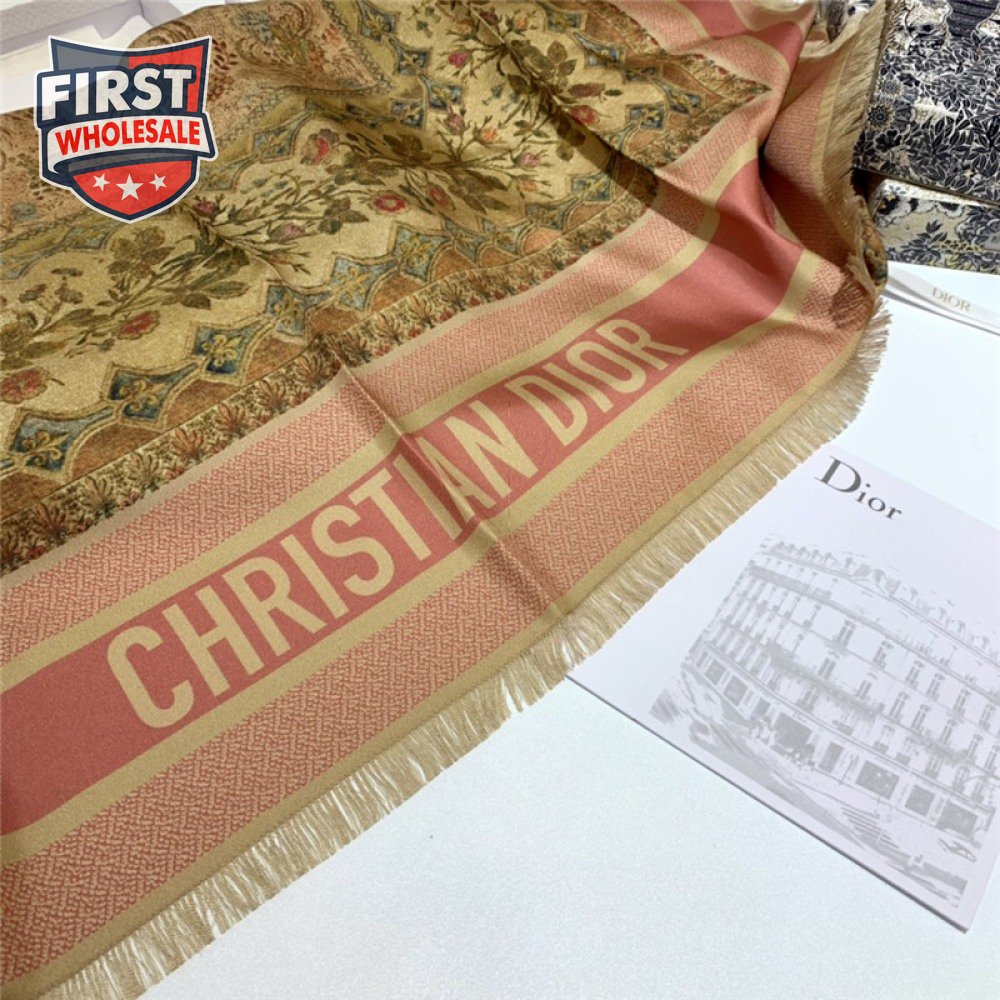 FIRST
WHOLESALE
DIOR
CHRISTIAN DIOR
Dior